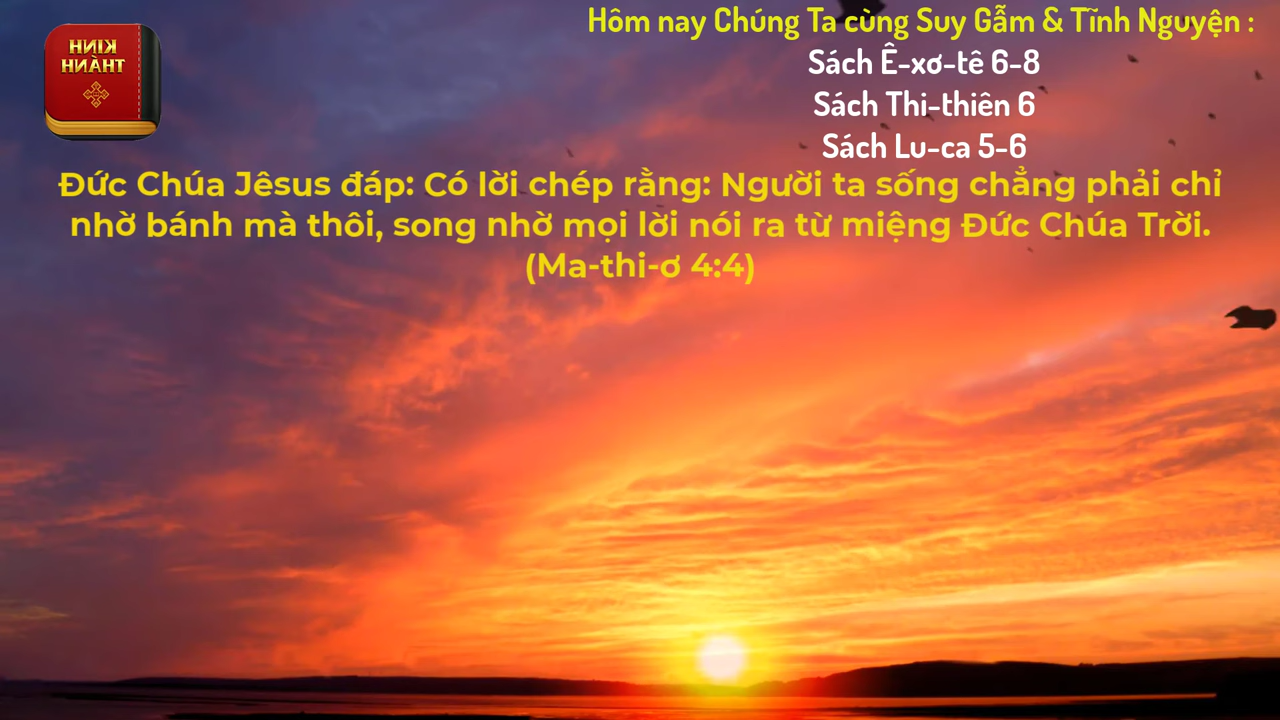 Hôm nay Chúng Ta cùng Suy Gẫm & Tĩnh Nguyện :
Sách Ê-xơ-tê 6-8
Sách Thi-thiên 6
Sách Lu-ca 5-6
KINH
THÀNH
Đức Chúa Jêsus đáp: Có lời chép rằng: Người ta sống chẳng phải chỉ
nhờ bánh mà thôi, song nhờ mọi lời nói ra từ miệng Đức Chúa Trời.
(Ma-thi-ơ 4:4)